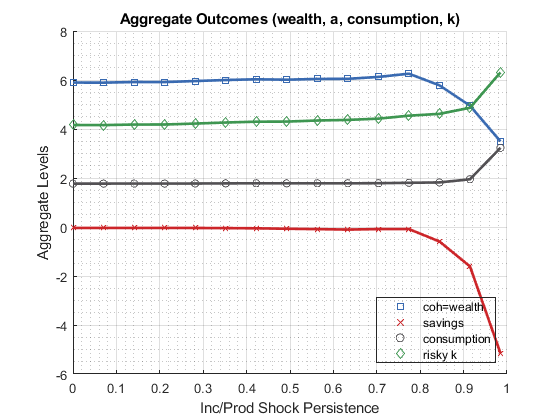 Aggregate Outcomes (wealth, a, consumption, k)
8
6
4
2
0
-2
-4
-6
Aggregate Levels
coh=wealth
savings
consumption
risky k
0 0.1 0.2 0.3 0.4 0.5 0.6 0.7 0.8 0.9 1
Inc/Prod Shock Persistence